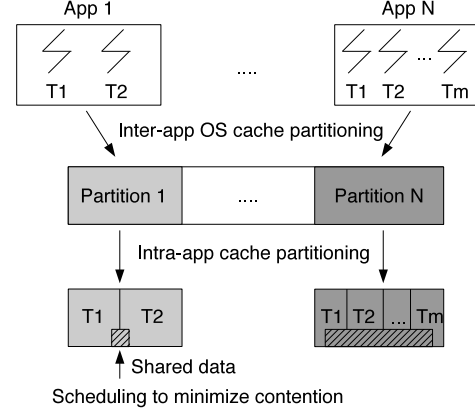 App 1 App N
....
T1 T2 T1 T2 ... Tm
Inter-app OS cache partitioning
Partition 1 .... Partition N
Intra-app cache partitioning
T1 T2 T1 T2 ... Tm
Shared data
Scheduling to minimize contention